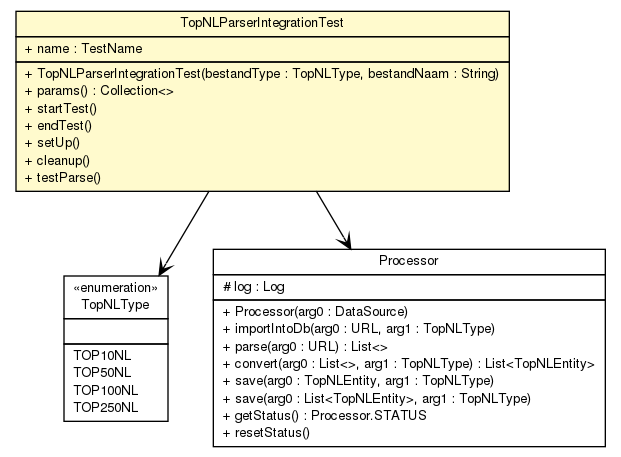 TopNLParserIntegrationTest
+ name : TestName
+ TopNLParserIntegrationTest(bestandType : TopNLType, bestandNaam : String)
+ params() : Collection<>
+ startTest()
+ endTest()
+ setUp()
+ cleanup()
+ testParse()
«enumeration»
TopNLType
TOP10NL
TOP50NL
TOP100NL
TOP250NL
Processor
# log : Log
+ Processor(arg0 : DataSource)
+ importIntoDb(arg0 : URL, arg1 : TopNLType)
+ parse(arg0 : URL) : List<>
+ convert(arg0 : List<>, arg1 : TopNLType) : List<TopNLEntity>
+ save(arg0 : TopNLEntity, arg1 : TopNLType)
+ save(arg0 : List<TopNLEntity>, arg1 : TopNLType)
+ getStatus() : Processor.STATUS
+ resetStatus()